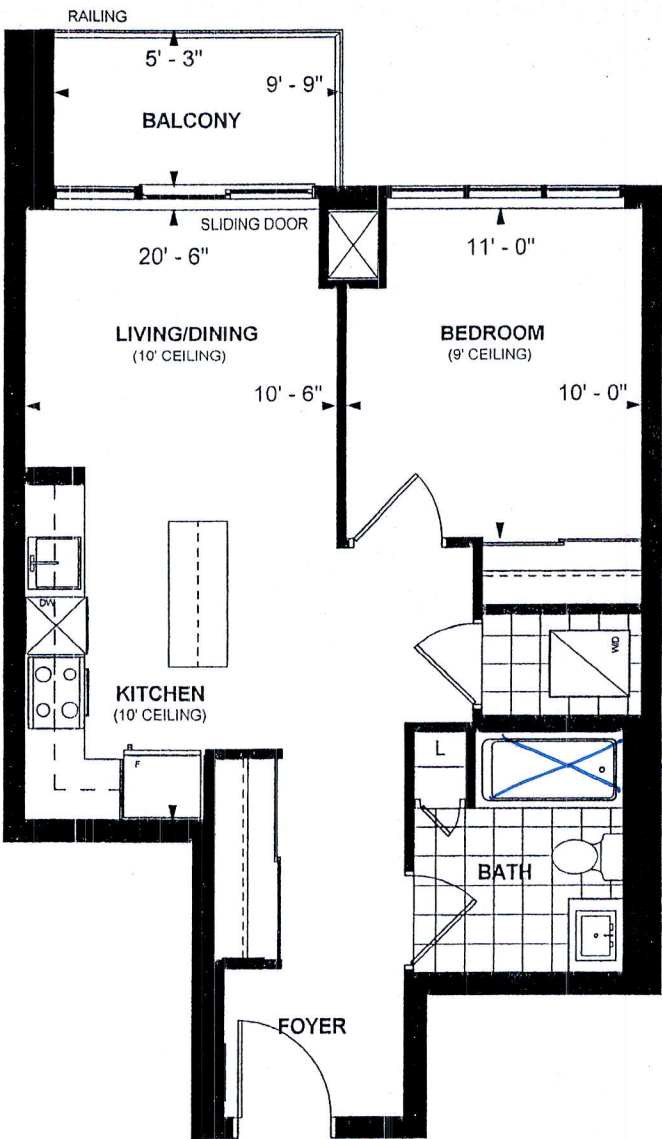 RAILING
5' - 3"
9' - 9"
BALCONY
SLIDING DOOR
20' - 6"
11' - 0"
LIVING/DINING
(10' CEILING)
BEDROOM
(9' CEILING)
10' - 6"
10' - 0"
DW
W/D
KITCHEN
(10' CEILING)
L
F
BATH
FOYER